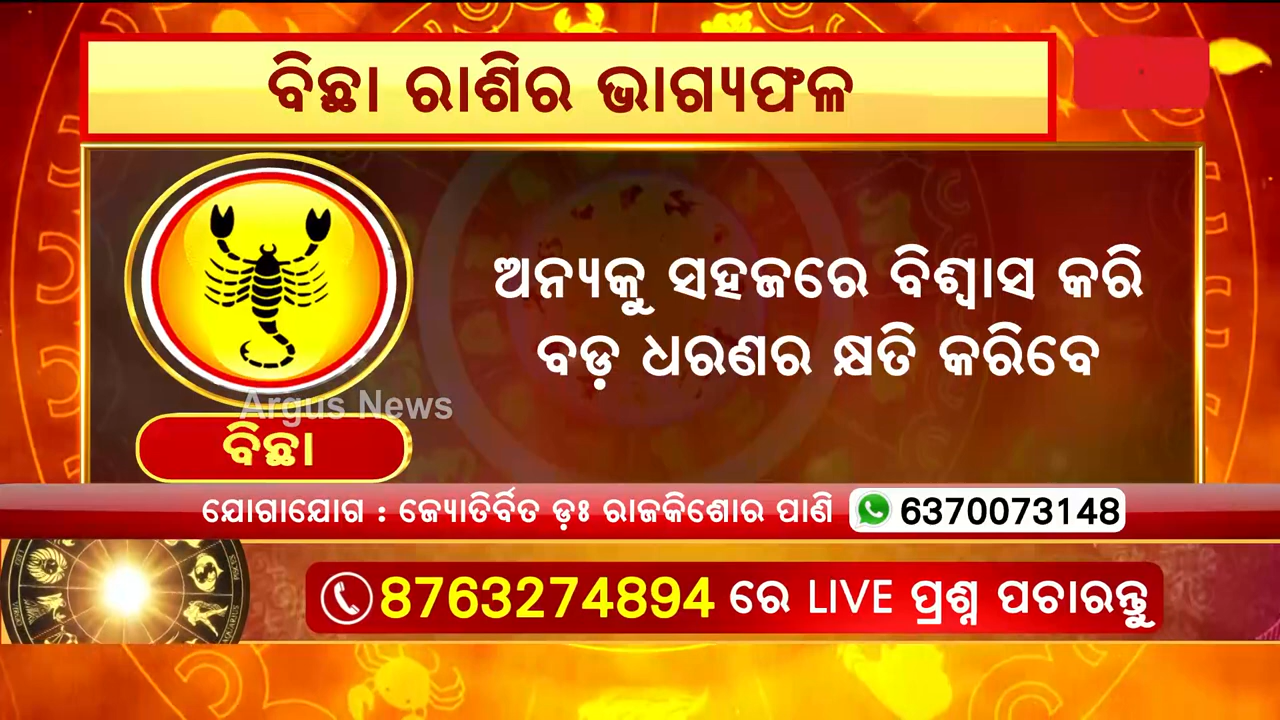 ବିଛା ରାଶିର ଭାଗ୍ୟଫଳ
ଅନ୍ୟକୁ ସହଜରେ ବିଶ୍ୱାସ କରି
ବଡ଼ ଧରଣର କ୍ଷତି କରିବେ
Argus News
ବିଛା
ଯୋଗାଯୋଗ : ଜ୍ୟୋତିର୍ବିତ ଡ଼ଃ ରାଜକିଶୋର ପାଣି 6370073148
8763274894 ରେ LIVE ପ୍ରଶ୍ନ ପଚାରନ୍ତୁ